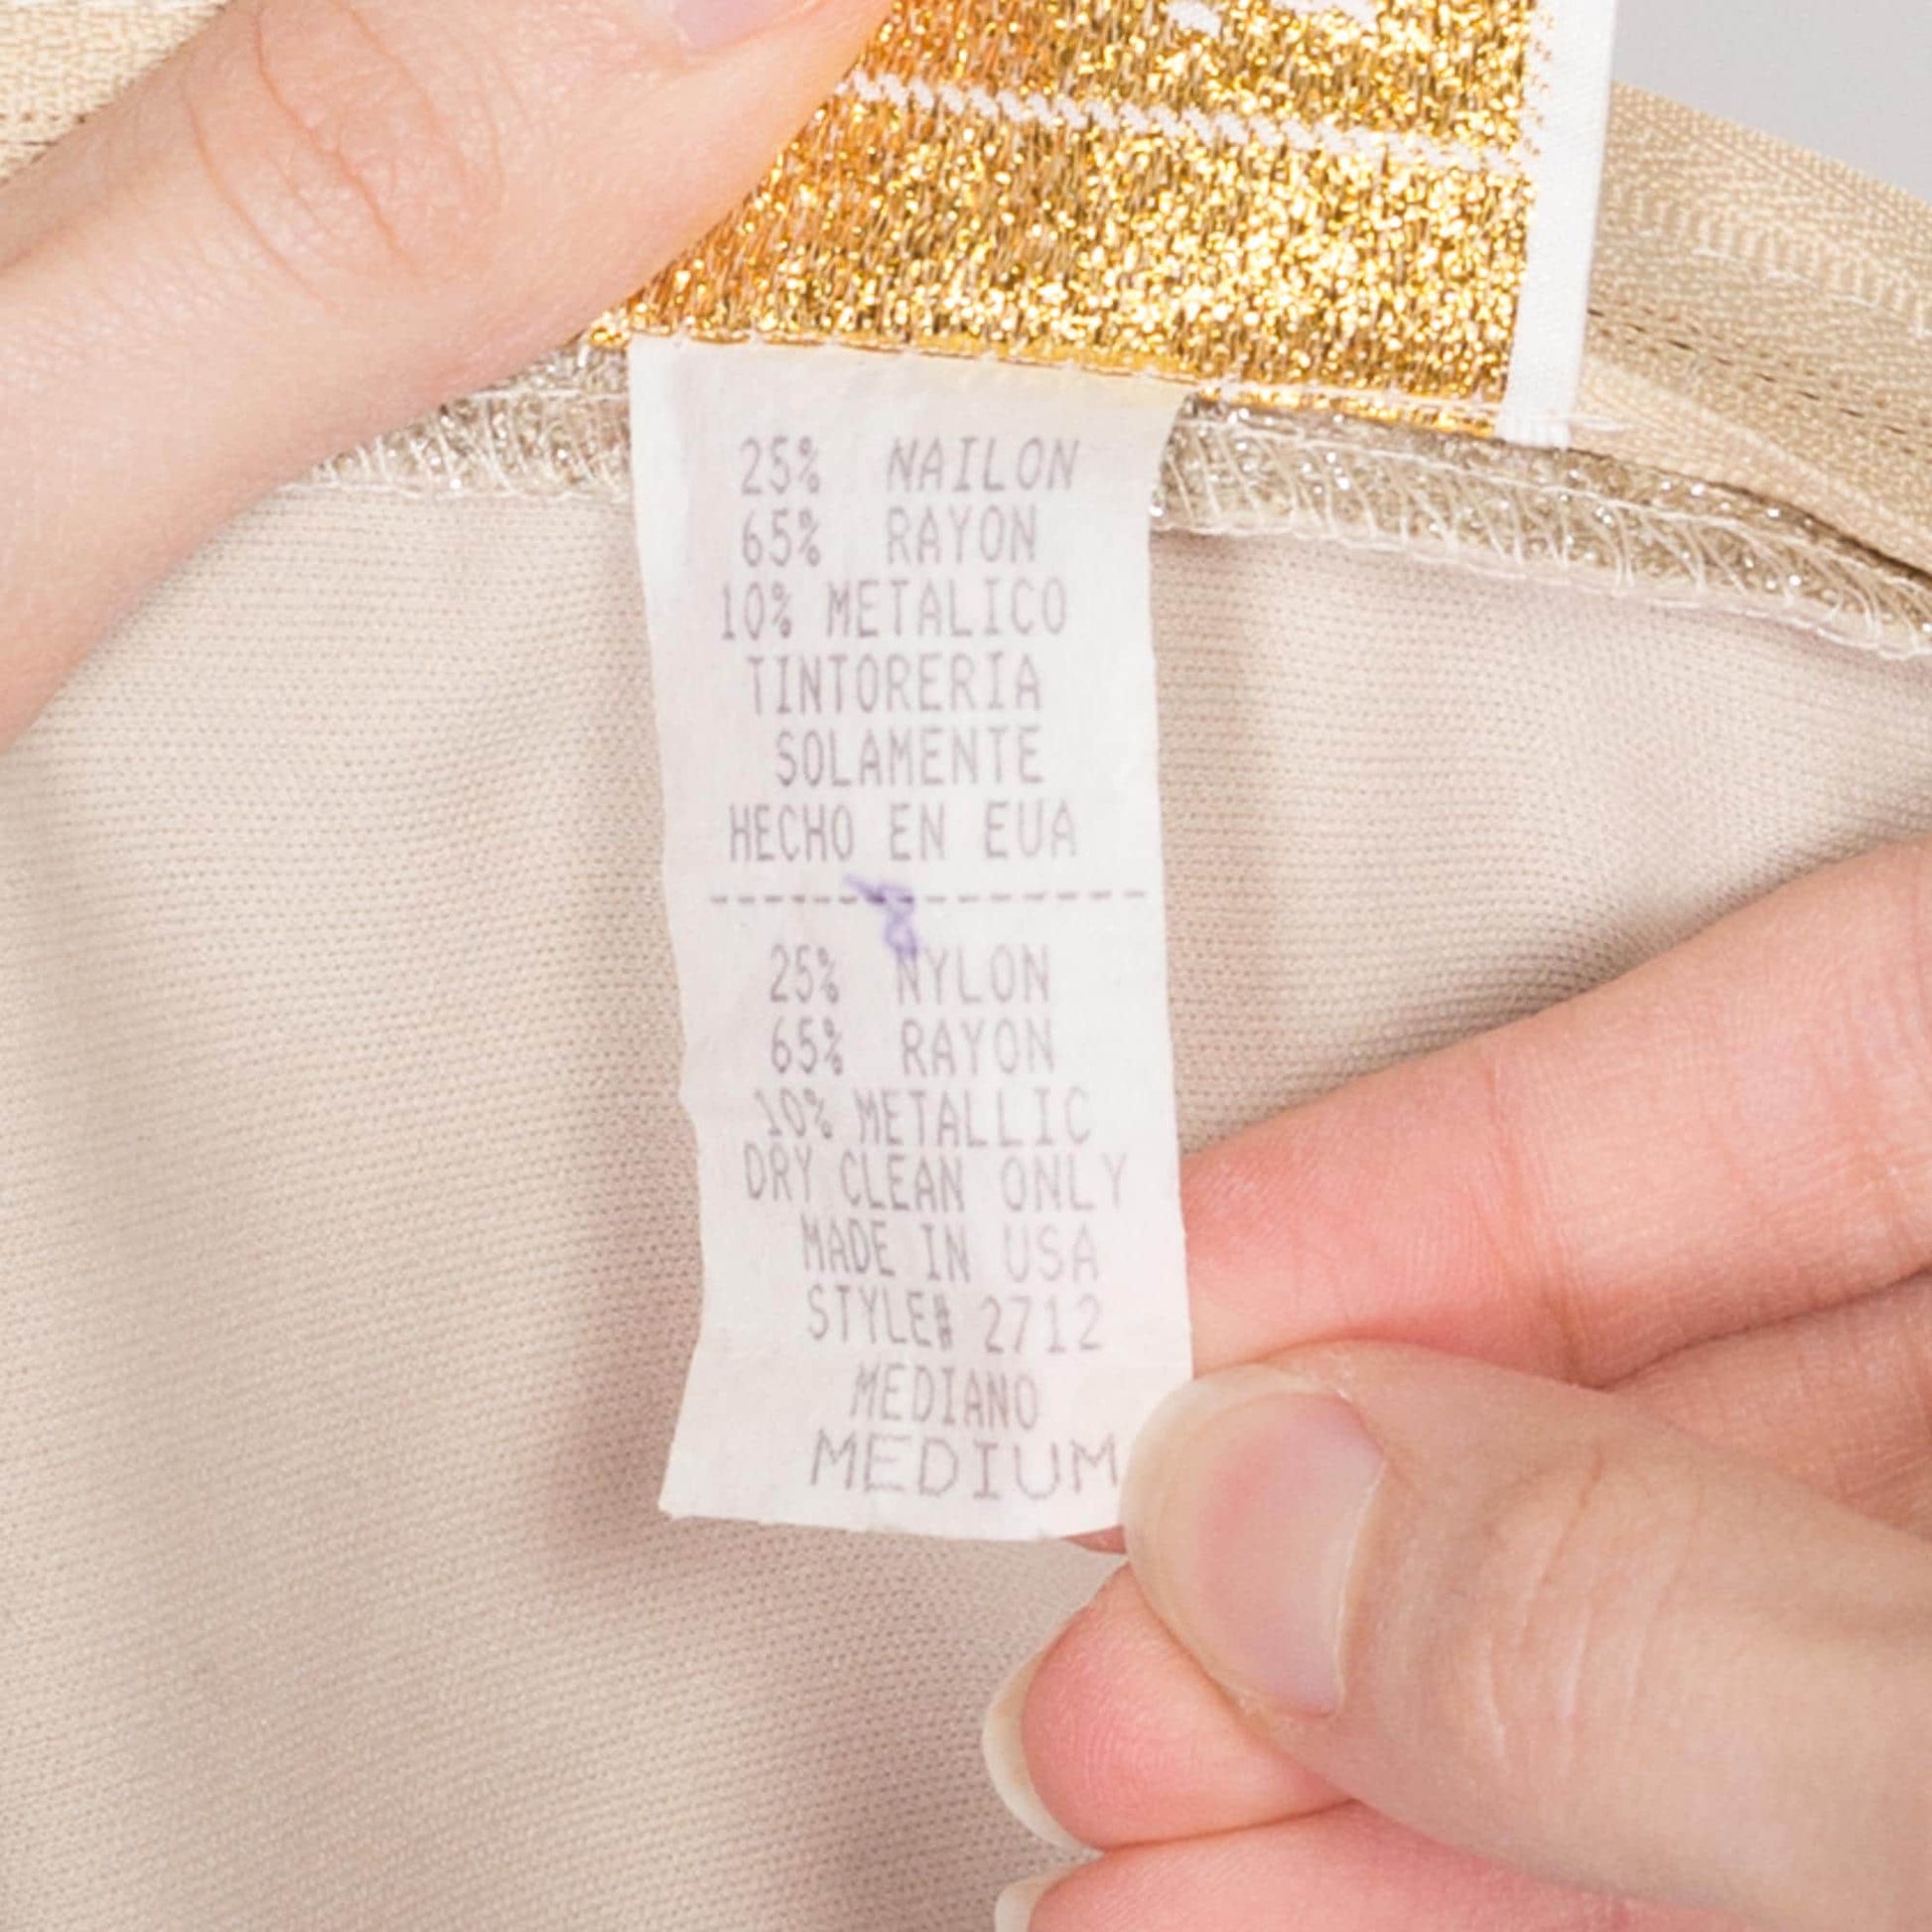 25% NAILON
65% RAYON
10% METALICO
TINTORERIA
SOLAMENTE
HECHO EN EUA
--------------------
25% NYLON
65% RAYON
10% METALLIC
DRY CLEAN ONLY
MADE IN USA
STYLE# 2712
MEDIANO
MEDIUM